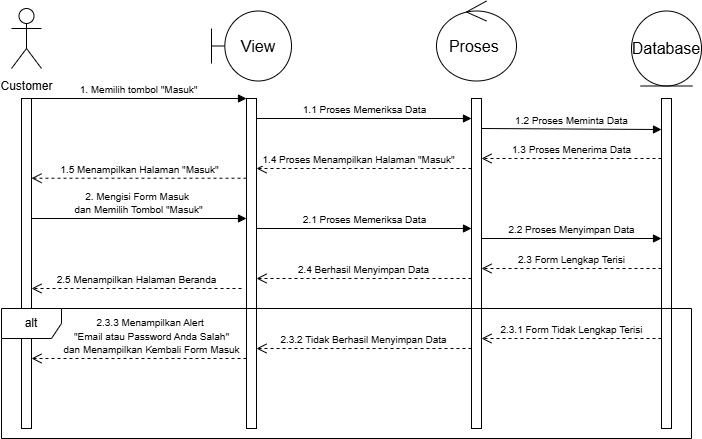 View
Proses
Database
Customer
1. Memilih tombol "Masuk"
1.1 Proses Memeriksa Data
1.2 Proses Meminta Data
1.3 Proses Menerima Data
1.4 Proses Menampilkan Halaman "Masuk"
1.5 Menampilkan Halaman "Masuk"
2. Mengisi Form Masuk
dan Memilih Tombol "Masuk"
2.1 Proses Memeriksa Data
2.2 Proses Menyimpan Data
2.3 Form Lengkap Terisi
2.4 Berhasil Menyimpan Data
2.5 Menampilkan Halaman Beranda
alt
2.3.1 Form Tidak Lengkap Terisi
2.3.2 Tidak Berhasil Menyimpan Data
2.3.3 Menampilkan Alert
"Email atau Password Anda Salah"
dan Menampilkan Kembali Form Masuk